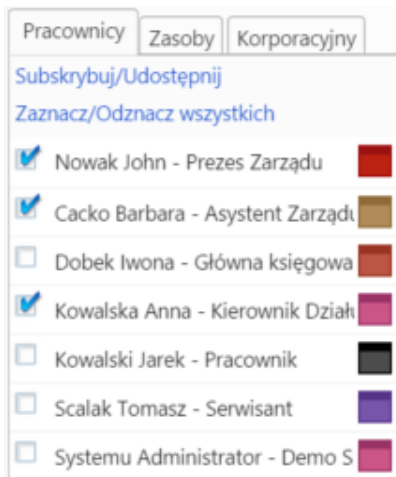 Pracownicy Zasoby Korporacyjny
Subskrybuj/Udostępnij
Zaznacz/Odznacz wszystkich
Nowak John - Prezes Zarządu
Cacko Barbara - Asystent Zarządu
Dobek Iwona - Główna księgowa
Kowalska Anna - Kierownik Działu
Kowalski Jarek - Pracownik
Scalak Tomasz - Serwisant
Systemu Administrator - Demo S